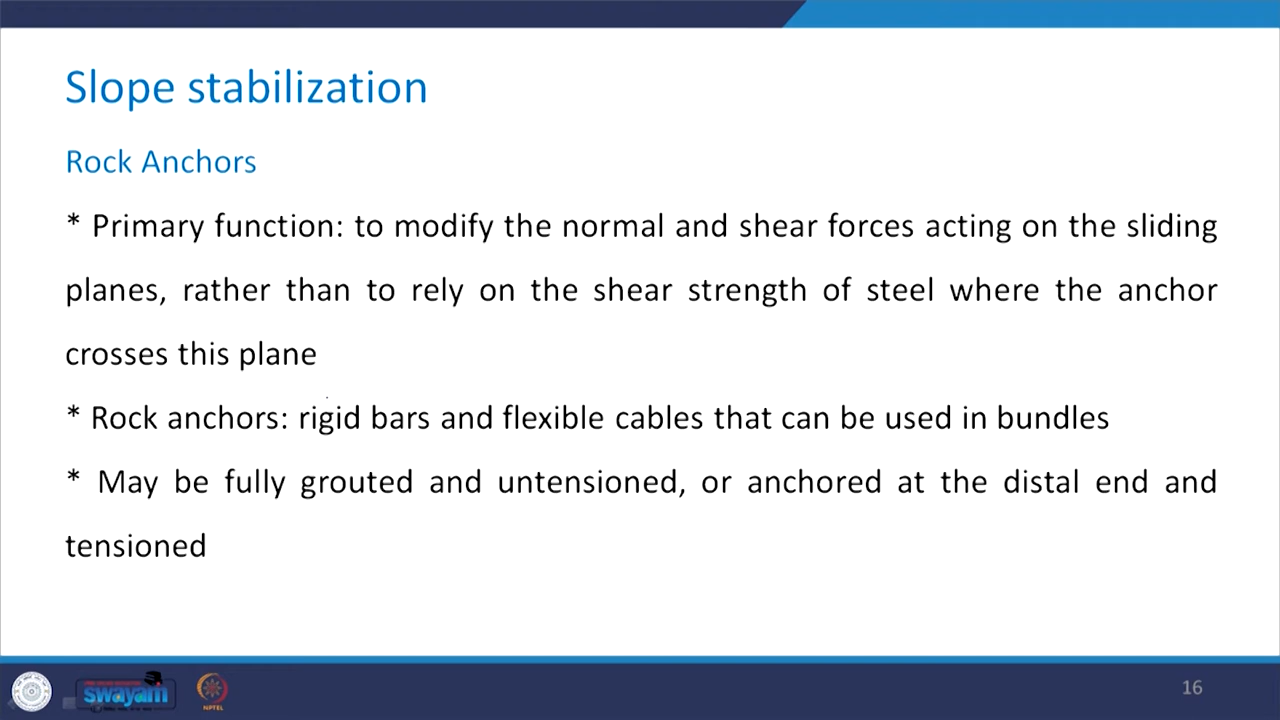 Slope stabilization
Rock Anchors
* Primary function: to modify the normal and shear forces acting on the sliding
planes, rather than to rely on the shear strength of steel where the anchor
crosses this plane
* Rock anchors: rigid bars and flexible cables that can be used in bundles
* May be fully grouted and untensioned, or anchored at the distal end and
tensioned
swayam
NPTEL
16